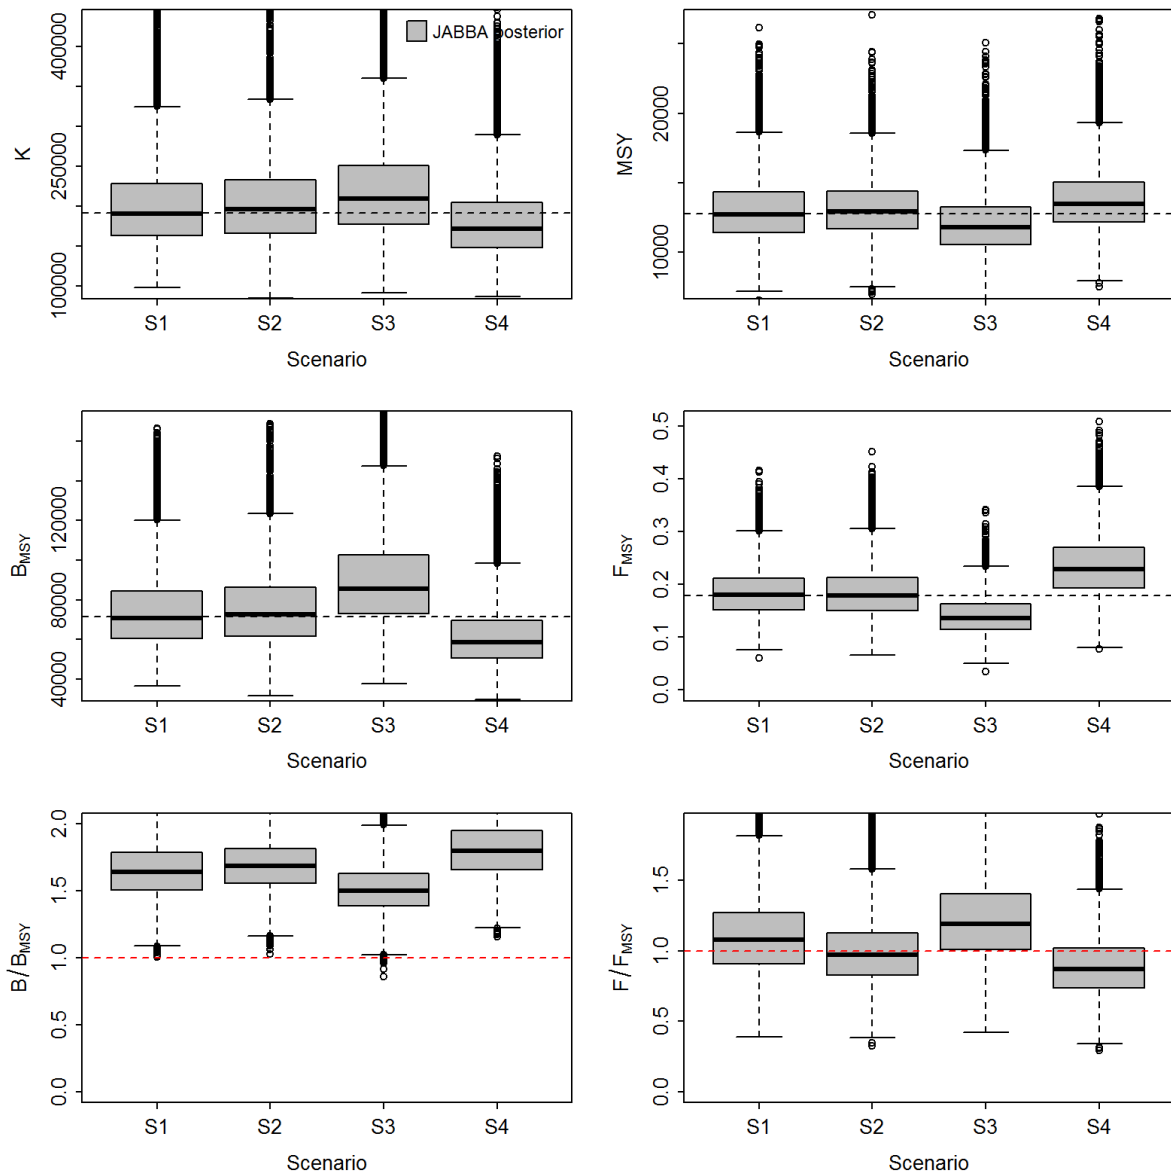 JABBA posterior
K
100000 250000 400000
S1 S2 S3 S4
Scenario
MSY
10000 20000
S1 S2 S3 S4
Scenario
BMSY
40000 80000 120000
S1 S2 S3 S4
Scenario
FMSY
0.0 0.1 0.2 0.3 0.4 0.5
S1 S2 S3 S4
Scenario
B/BMSY
0.0 0.5 1.0 1.5 2.0
S1 S2 S3 S4
Scenario
F/FMSY
0.0 0.5 1.0 1.5
S1 S2 S3 S4
Scenario